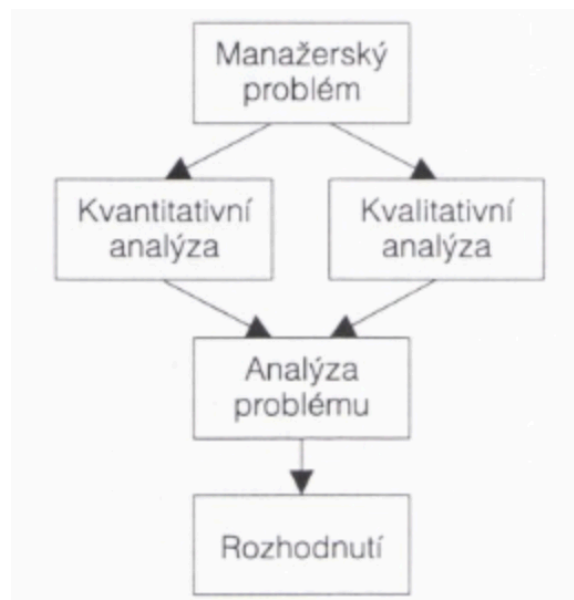 Manažerský
problém
Kvantitativní
analýza
Kvalitativní
analýza
Analýza
problému
Rozhodnutí